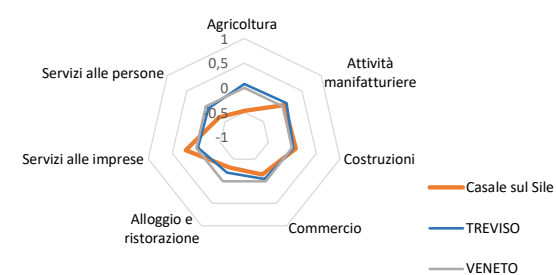 Agricoltura
1
0,5
0
-0,5
-1
Attività
manifatturiere
Costruzioni
Commercio
Alloggio e
ristorazione
Servizi alle imprese
Servizi alle persone
Casale sul Sile
TREVISO
VENETO